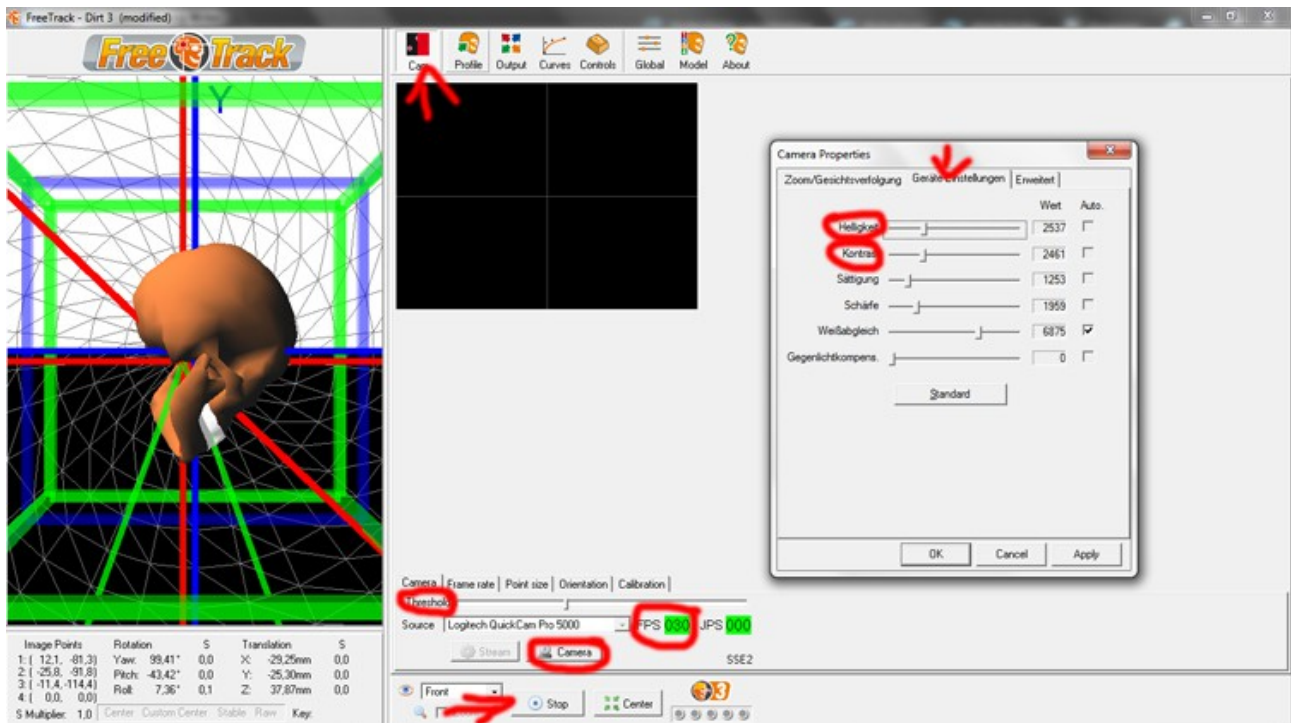 FreeTrack - Dirt 3 (modified)
FreeTrack
Cam Profile Output Curves Controls Global Model About
Y
Camera Properties
Zoom/Gesichtsverfolgung Geräte Einstellungen Erweitert
Wert Auto.
Helligkeit 2537
Kontrast 2461
Sättigung 1253
Schärfe 1959
Weißabgleich 6875
Gegenlichtkompens. 0
Standard
OK Cancel Apply
Camera Frame rate Point size Orientation Calibration
Threshold
Source Logitech QuickCam Pro 5000 FPS 030 JPS 000
Stream Camera SSE2
Image Points Rotation S Translation S
1: ( 12,1, -81,3) Yaw: 99,41° 0,0 X: -29,25mm 0,0
2: ( -25,8, -91,8) Pitch: -43,42° 0,0 Y: -25,30mm 0,0
3: ( -11,4, -114,4) Roll: 7,36° 0,1 Z: 37,87mm 0,0
4: ( 0,0, 0,0)
S Multiplier: 1,0 Center Custom Center Stable Raw Key:
Front
Stop Center
3